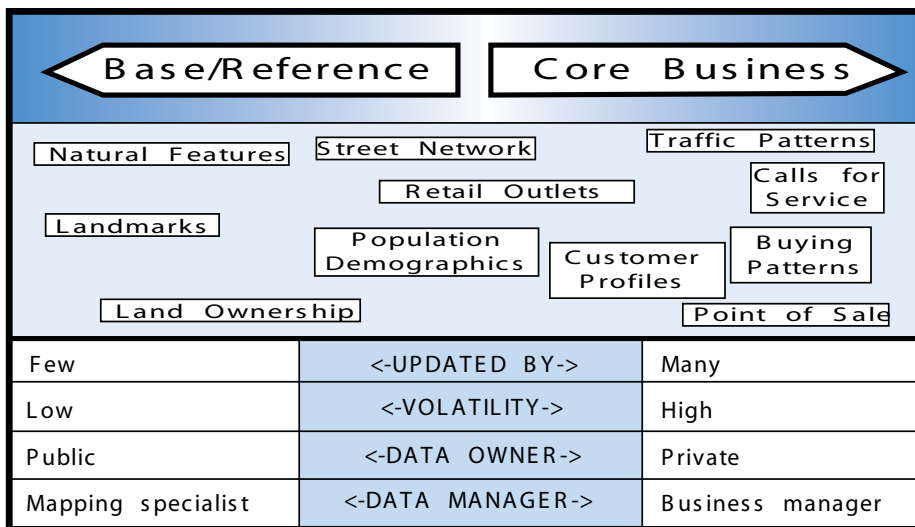 Base/Reference
Core Business
Natural Features
Street Network
Traffic Patterns
Retail Outlets
Calls for
Service
Landmarks
Population
Demographics
Customer
Profiles
Buying
Patterns
Land Ownership
Point of Sale
Few <-UPDATED BY-> Many
Low <-VOLATILITY-> High
Public <-DATA OWNER-> Private
Mapping specialist <-DATA MANAGER-> Business manager